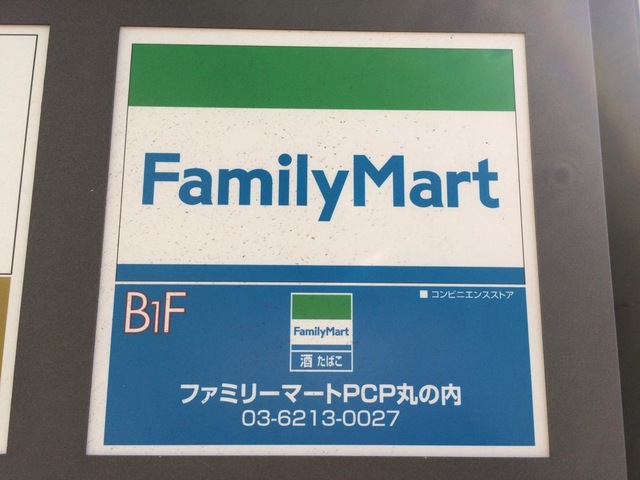 FamilyMart
B1F
■コンビニエンスストア
FamilyMart
酒 たばこ
ファミリーマートPCP丸の内
03-6213-0027